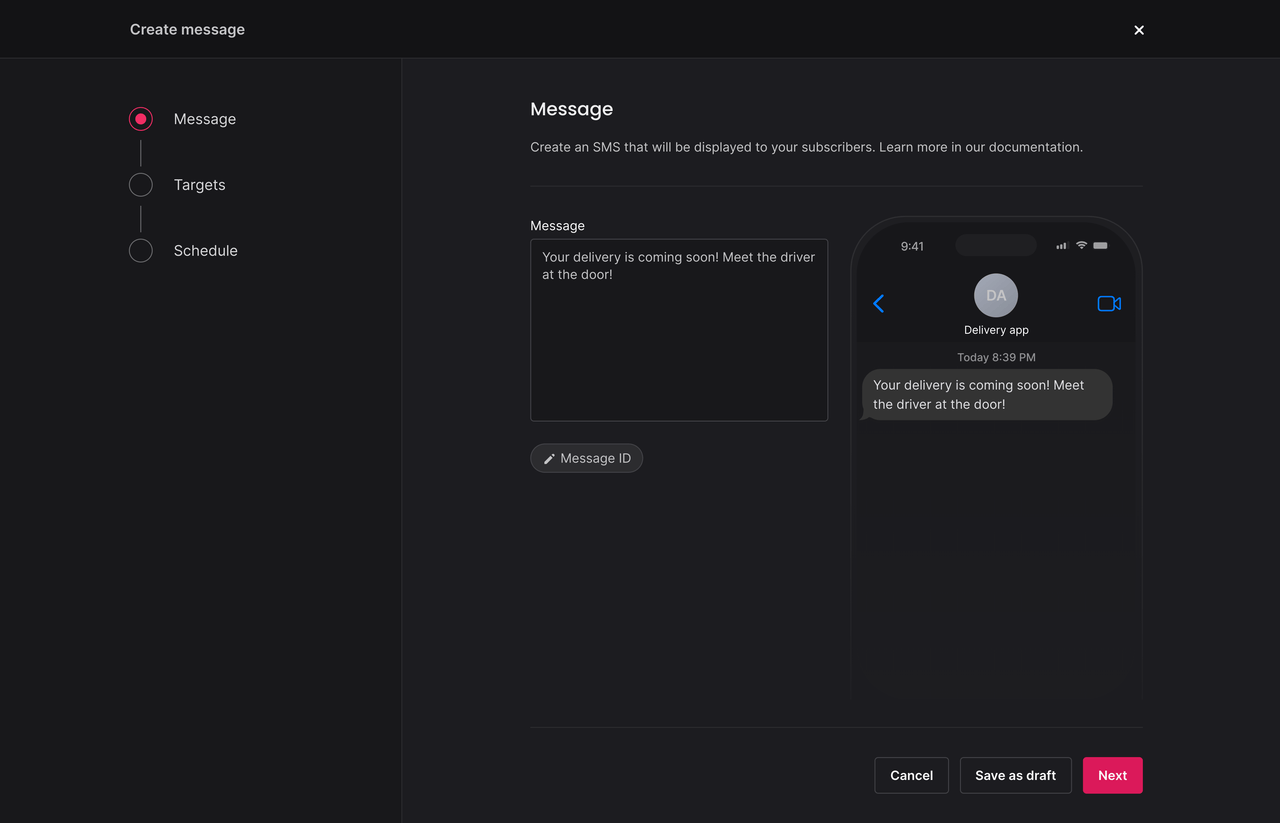 Create message
Message
Targets
Schedule
Message
Create an SMS that will be displayed to your subscribers. Learn more in our documentation.
Message
Your delivery is coming soon! Meet the driver
at the door!
Message ID
9:41
DA
Delivery app
Today 8:39 PM
Your delivery is coming soon! Meet
the driver at the door!
Cancel
Save as draft
Next